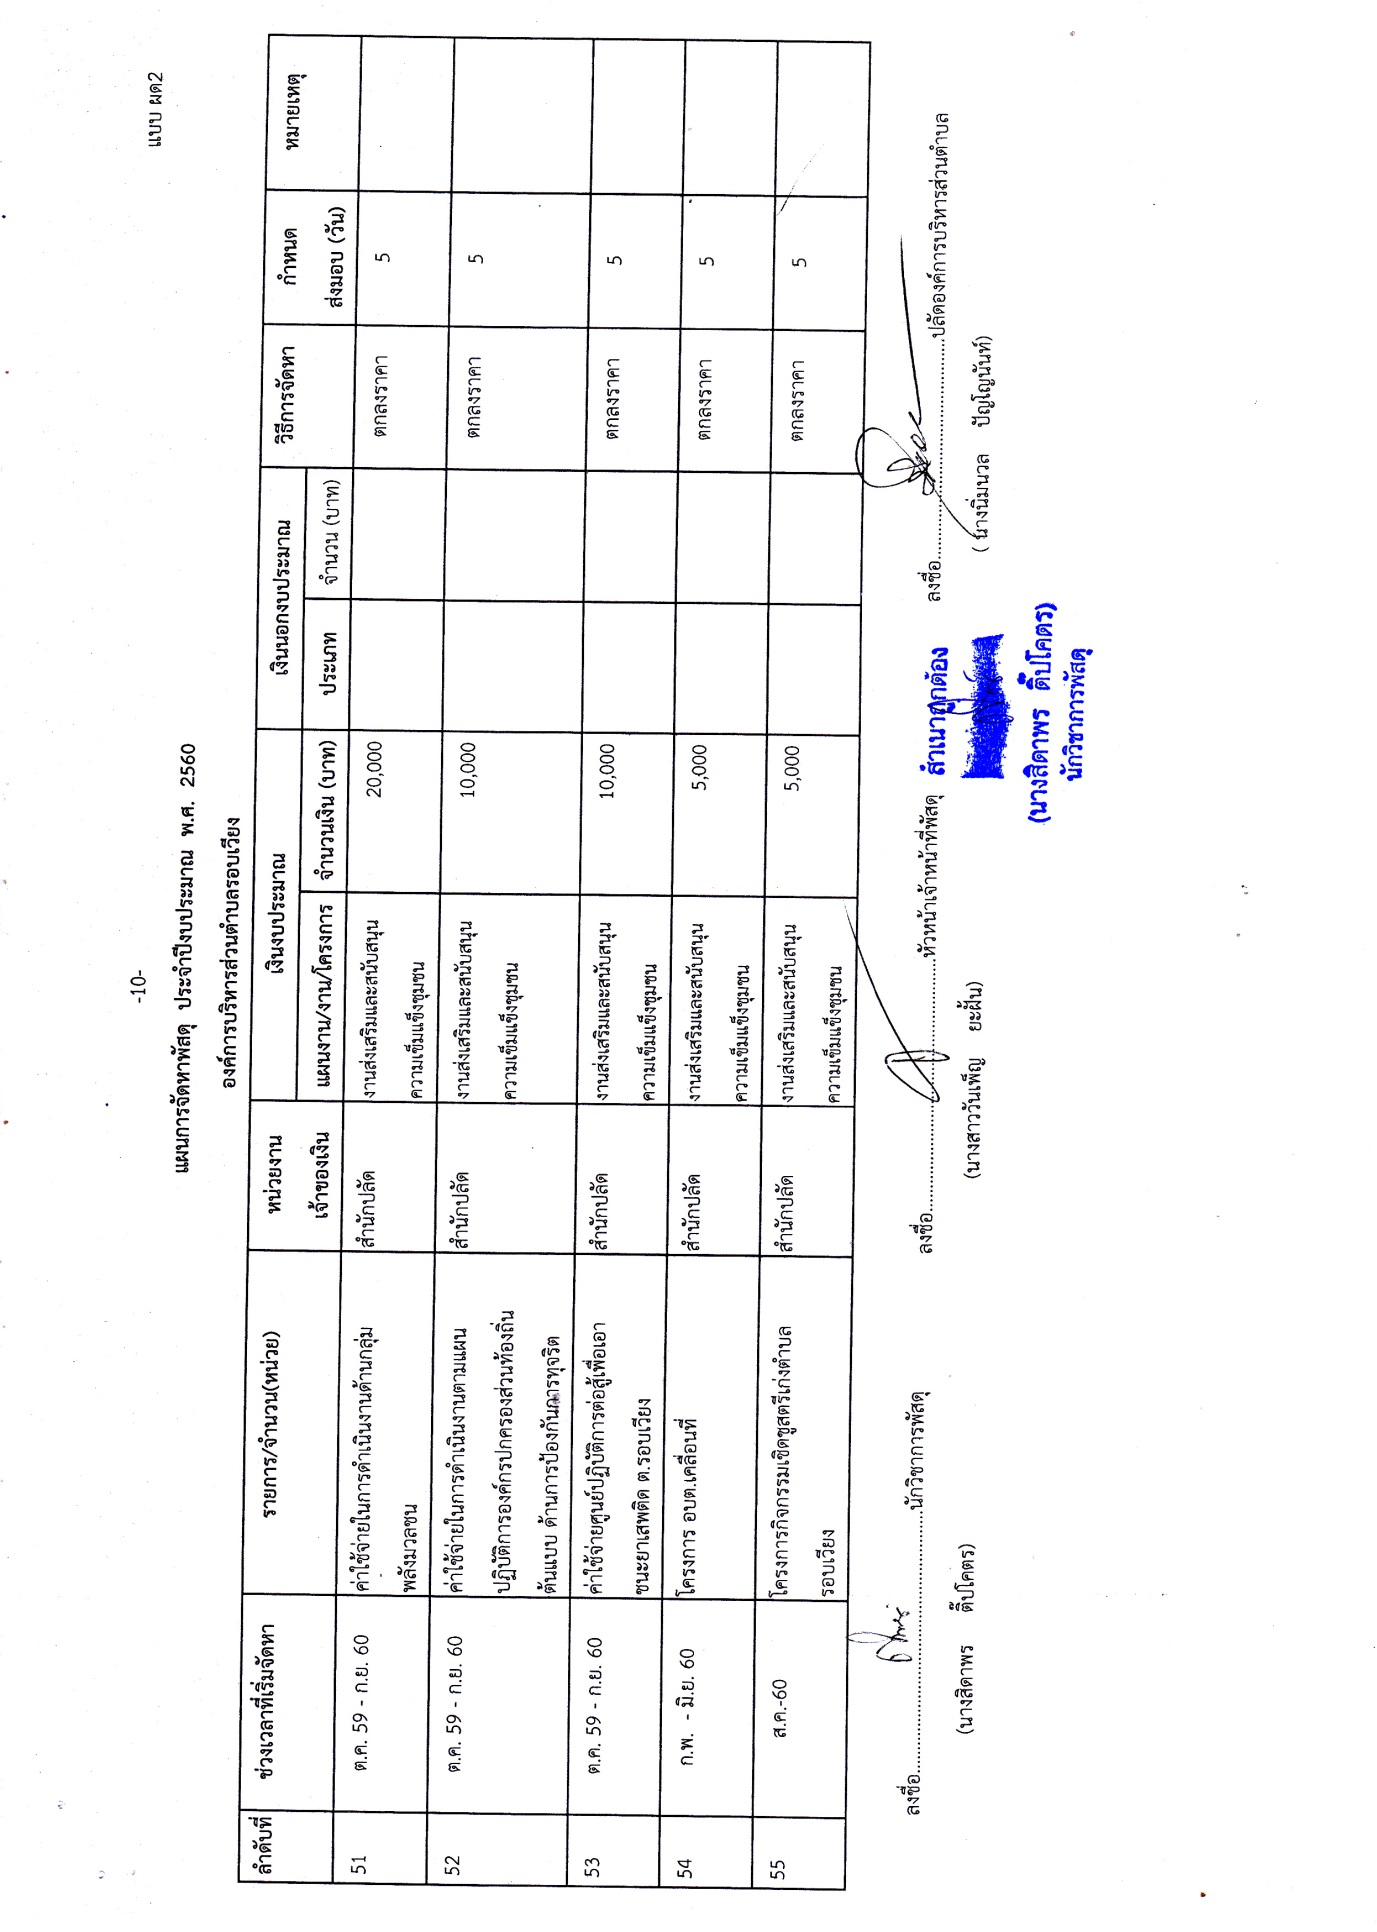 -10-
แบบ ผด2
แผนการจัดหาพัสดุ ประจำปีงบประมาณ พ.ศ. 2560
องค์การบริหารส่วนตำบลรอบเวียง
ลำดับที่ ช่วงเวลาที่เริ่มจัดหา รายการ/จำนวน(หน่วย) หน่วยงาน เงินงบประมาณ เงินนอกงบประมาณ วิธีการจัดหา กำหนด หมายเหตุ
เจ้าของเงิน แผนงาน/งาน/โครงการ จำนวนเงิน (บาท) ประเภท จำนวน (บาท) ส่งมอบ (วัน)
51 ต.ค. 59 - ก.ย. 60 ค่าใช้จ่ายในการดำเนินงานด้านกลุ่ม สำนักปลัด งานส่งเสริมและสนับสนุน 20,000 ตกลงราคา 5
พลังมวลชน ความเข็มแข็งชุมชน
52 ต.ค. 59 - ก.ย. 60 ค่าใช้จ่ายในการดำเนินงานตามแผน สำนักปลัด งานส่งเสริมและสนับสนุน 10,000 ตกลงราคา 5
ปฏิบัติการองค์กรปกครองส่วนท้องถิ่น ความเข็มแข็งชุมชน
ต้นแบบ ด้านการป้องกันการทุจริต
53 ต.ค. 59 - ก.ย. 60 ค่าใช้จ่ายศูนย์ปฏิบัติการต่อสู้เพื่อเอา สำนักปลัด งานส่งเสริมและสนับสนุน 10,000 ตกลงราคา 5
ชนะยาเสพติด ต.รอบเวียง ความเข็มแข็งชุมชน
54 ก.พ. - มิ.ย. 60 โครงการ อบต.เคลื่อนที่ สำนักปลัด งานส่งเสริมและสนับสนุน 5,000 ตกลงราคา 5
ความเข็มแข็งชุมชน
55 ส.ค.-60 โครงการกิจกรรมเชิดชูสตรีเก่งตำบล สำนักปลัด งานส่งเสริมและสนับสนุน 5,000 ตกลงราคา 5
รอบเวียง ความเข็มแข็งชุมชน
ลงชื่อ..............................นักวิชาการพัสดุ
(นางสิดาพร ติ๊ปโคตร)
ลงชื่อ..............................หัวหน้าเจ้าหน้าที่พัสดุ
(นางสาววันเพ็ญ ยะฝั้น)
สำเนาถูกต้อง
(นางสิดาพร ติ๊ปโคตร)
นักวิชาการพัสดุ
ลงชื่อ..............................ปลัดองค์การบริหารส่วนตำบล
( นางนิ่มนวล ปัญโญนันท์)